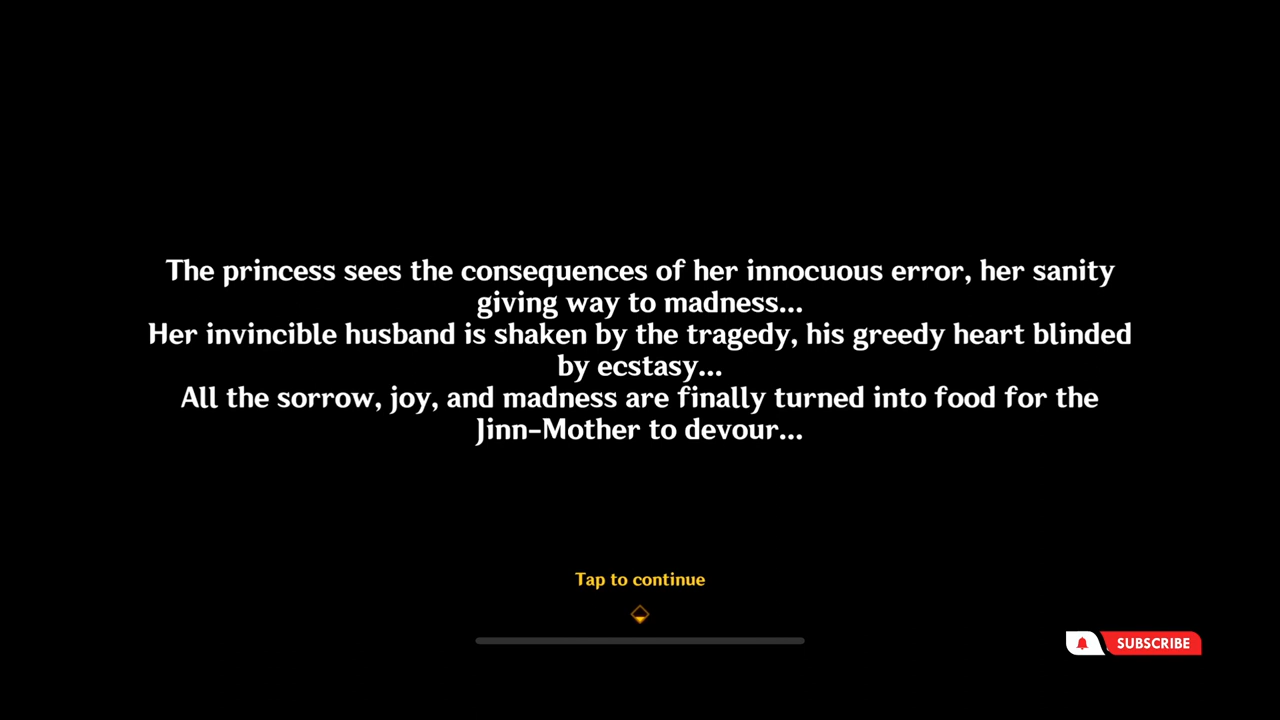 The princess sees the consequences of her innocuous error, her sanity
giving way to madness...
Her invincible husband is shaken by the tragedy, his greedy heart blinded
by ecstasy...
All the sorrow, joy, and madness are finally turned into food for the
Jinn-Mother to devour...
Tap to continue
SUBSCRIBE